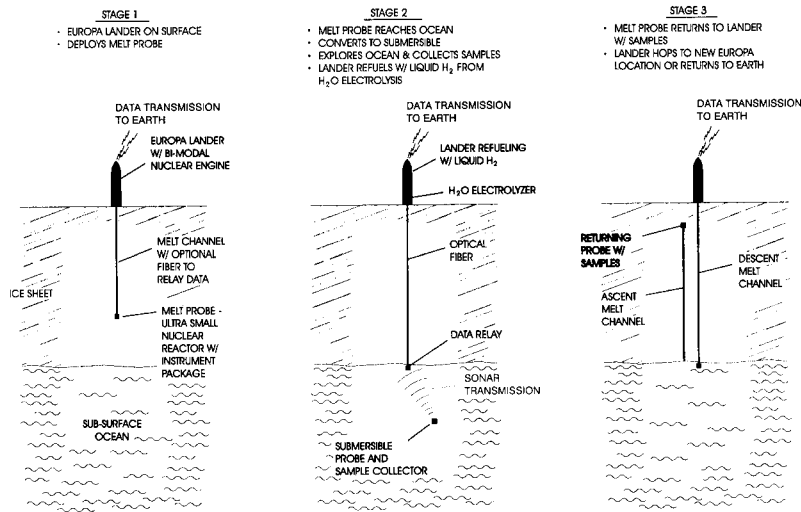 STAGE 1
· EUROPA LANDER ON SURFACE
· DEPLOYS MELT PROBE
DATA TRANSMISSION
TO EARTH
EUROPA LANDER
W/ BI-MODAL
NUCLEAR ENGINE
MELT CHANNEL
W/ OPTIONAL
FIBER TO
RELAY DATA
ICE SHEET
MELT PROBE -
ULTRA SMALL
NUCLEAR
REACTOR W/
INSTRUMENT
PACKAGE
SUB-SURFACE
OCEAN
STAGE 2
· MELT PROBE REACHES OCEAN
· CONVERTS TO SUBMERSIBLE
· EXPLORES OCEAN & COLLECTS SAMPLES
· LANDER REFUELS W/ LIQUID H₂ FROM
H₂O ELECTROLYSIS
DATA TRANSMISSION
TO EARTH
LANDER REFUELING
W/ LIQUID H₂
H₂O ELECTROLYZER
OPTICAL
FIBER
DATA RELAY
SONAR
TRANSMISSION
SUBMERSIBLE
PROBE AND
SAMPLE COLLECTOR
STAGE 3
· MELT PROBE RETURNS TO LANDER
W/ SAMPLES
· LANDER HOPS TO NEW EUROPA
LOCATION OR RETURNS TO EARTH
DATA TRANSMISSION
TO EARTH
RETURNING
PROBE W/
SAMPLES
DESCENT
MELT
CHANNEL
ASCENT
MELT
CHANNEL